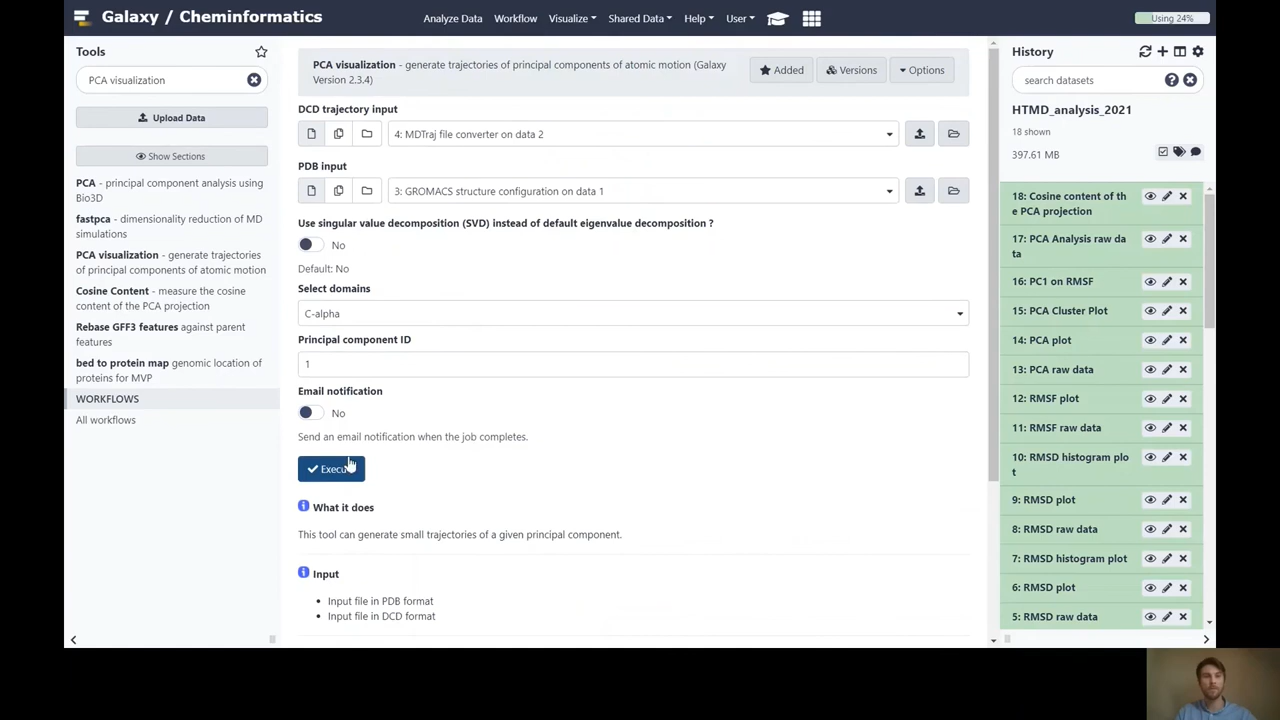 Galaxy / Cheminformatics
Analyze Data
Workflow
Visualize
Shared Data
Help
User
Using 24%
Tools
PCA visualization
Upload Data
Show Sections
PCA - principal component analysis using
Bio3D
fastpca - dimensionality reduction of MD
simulations
PCA visualization - generate trajectories
of principal components of atomic motion
Cosine Content - measure the cosine
content of the PCA projection
Rebase GFF3 features against parent
features
bed to protein map genomic location of
proteins for MVP
WORKFLOWS
All workflows
PCA visualization - generate trajectories of principal components of atomic motion (Galaxy
Version 2.3.4)
Added
Versions
Options
DCD trajectory input
4: MDTraj file converter on data 2
PDB input
3: GROMACS structure configuration on data 1
Use singular value decomposition (SVD) instead of default eigenvalue decomposition ?
No
Default: No
Select domains
C-alpha
Principal component ID
1
Email notification
No
Send an email notification when the job completes.
What it does
This tool can generate small trajectories of a given principal component.
Input
• Input file in PDB format
• Input file in DCD format
History
search datasets
HTMD_analysis_2021
18 shown
397.61 MB
18: Cosine content of th
e PCA projection
17: PCA Analysis raw da
ta
16: PC1 on RMSF
15: PCA Cluster Plot
14: PCA plot
13: PCA raw data
12: RMSF plot
11: RMSF raw data
10: RMSD histogram plo
t
9: RMSD plot
8: RMSD raw data
7: RMSD histogram plot
6: RMSD plot
5: RMSD raw data